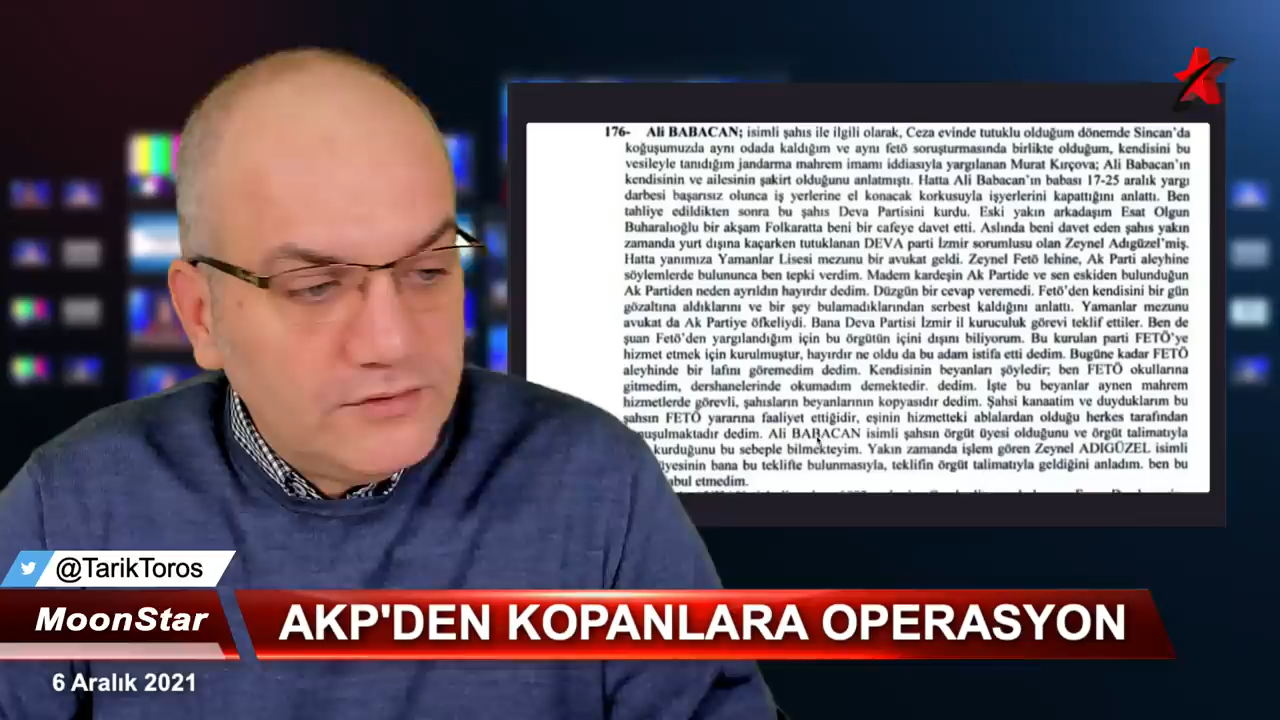 176- Ali BABACAN; isimli şahıs ile ilgili olarak, Ceza evinde tutuklu olduğum dönemde Sincan'da
koğuşumuzda aynı odada kaldığım ve aynı fetö soruşturmasında birlikte olduğum, kendisini bu
vesileyle tanıdığım jandarma mahrem imamı iddiasıyla yargılanan Murat Kırçova; Ali Babacan'ın
kendisinin ve ailesinin şakirt olduğunu anlatmıştı. Hatta Ali Babacan'ın babası 17-25 aralık yargı
darbesi başarısız olunca iş yerlerine el konacak korkusuyla işyerlerini kapattığını anlattı. Ben
tahliye edildikten sonra bu şahıs Deva Partisini kurdu. Eski yakın arkadaşım Esat Olgun
Buharalıoğlu bir akşam Folkaratta beni bir cafeye davet etti. Aslında beni davet eden şahıs yakın
zamanda yurt dışına kaçarken tutuklanan DEVA parti İzmir sorumlusu olan Zeynel Adıgüzel'miş.
Hatta yanımıza Yamanlar Lisesi mezunu bir avukat geldi. Zeynel Fetö lehine, Ak Parti aleyhine
söylemlerde bulununca ben tepki verdim. Madem kardeşin Ak Partide ve sen eskiden bulunduğun
Ak Partiden neden ayrıldın hayırdır dedim. Düzgün bir cevap veremedi. Fetö'den kendisini bir gün
gözaltına aldıklarını ve bir şey bulamadıklarından serbest kaldığını anlattı. Yamanlar mezunu
avukat da Ak Partiye öfkeliydi. Bana Deva Partisi İzmir il kuruculuk görevi teklif ettiler. Ben de
şuan Fetö'den yargılandığım için bu örgütün içini dışını biliyorum. Bu kurulan parti FETÖ'ye
hizmet etmek için kurulmuştur, hayırdır ne oldu da bu adam istifa etti dedim. Bugüne kadar FETÖ
aleyhinde bir lafını göremedim dedim. Kendisinin beyanları şöyledir; ben FETÖ okullarına
gitmedim, dershanelerinde okumadım demektedir. dedim. İşte bu beyanlar aynen mahrem
hizmetlerde görevli, şahısların beyanlarının kopyasıdır dedim. Şahsi kanaatim ve duyduklarım bu
şahsın FETÖ yararına faaliyet ettiğidir, eşinin hizmetteki ablalardan olduğu herkes tarafından
nuşulmaktadır dedim. Ali BABACAN isimli şahsın örgüt üyesi olduğunu ve örgüt talimatıyla
kurduğunu bu sebeple bilmekteyim. Yakın zamanda işlem gören Zeynel ADIGÜZEL isimli
üyesinin bana bu teklifte bulunmasıyla, teklifin örgüt talimatıyla geldiğini anladım. ben bu
abul etmedim.
@TarikToros
MoonStar
AKP'DEN KOPANLARA OPERASYON
6 Aralık 2021